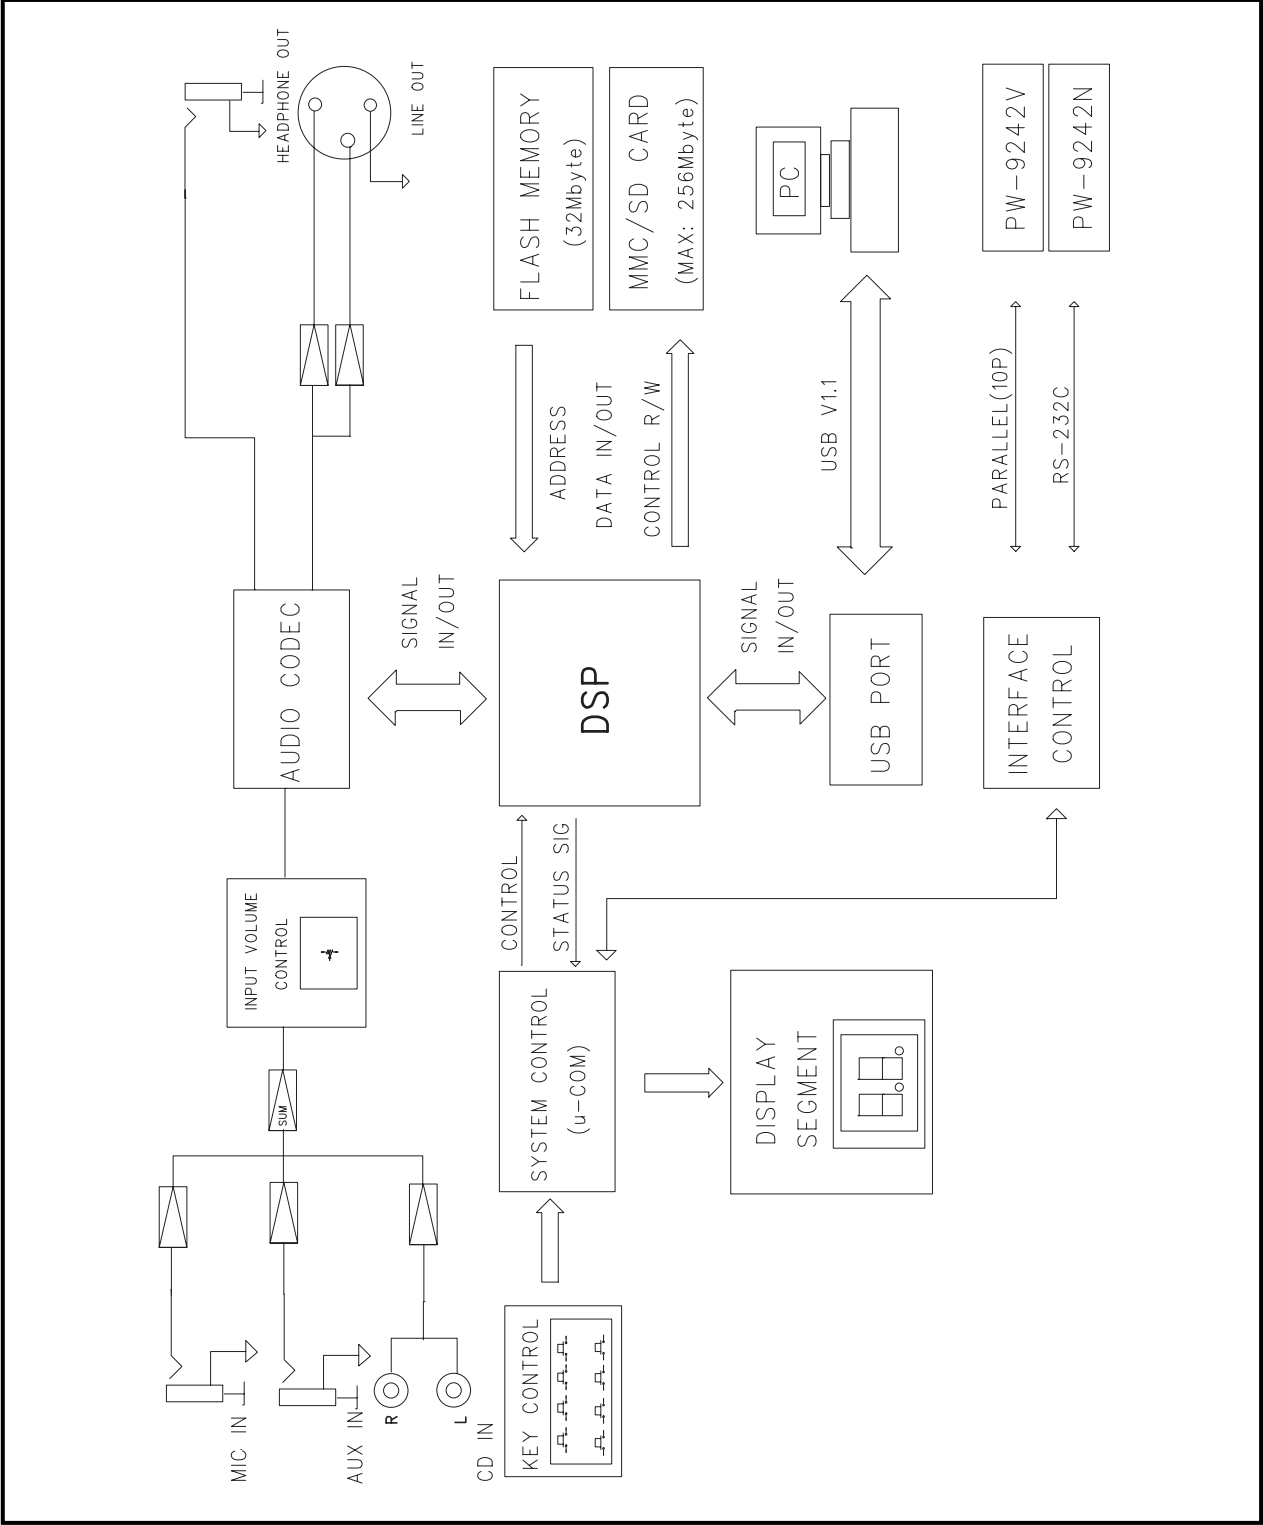 HEADPHONE OUT
LINE OUT
FLASH MEMORY
(32Mbyte)
MMC/SD CARD
(MAX: 256Mbyte)
PC
PW-9242V
PW-9242N
ADDRESS
DATA IN/OUT
CONTROL R/W
USB V1.1
PARALLEL(10P)
RS-232C
AUDIO CODEC
SIGNAL
IN/OUT
DSP
SIGNAL
IN/OUT
USB PORT
INTERFACE
CONTROL
INPUT VOLUME
CONTROL
CONTROL
STATUS SIG
SUM
SYSTEM CONTROL
(u-COM)
DISPLAY
SEGMENT
MIC IN
AUX IN
R
L
CD IN
KEY CONTROL